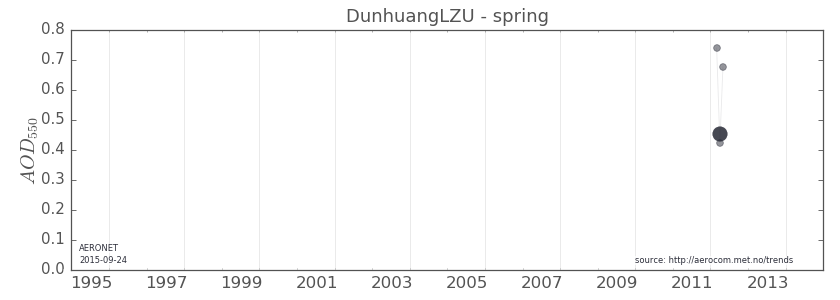 DunhuangLZU - spring
AOD550
0.8
0.7
0.6
0.5
0.4
0.3
0.2
0.1
0.0
AERONET
2015-09-24
source: http://aerocom.met.no/trends
1995 1997 1999 2001 2003 2005 2007 2009 2011 2013